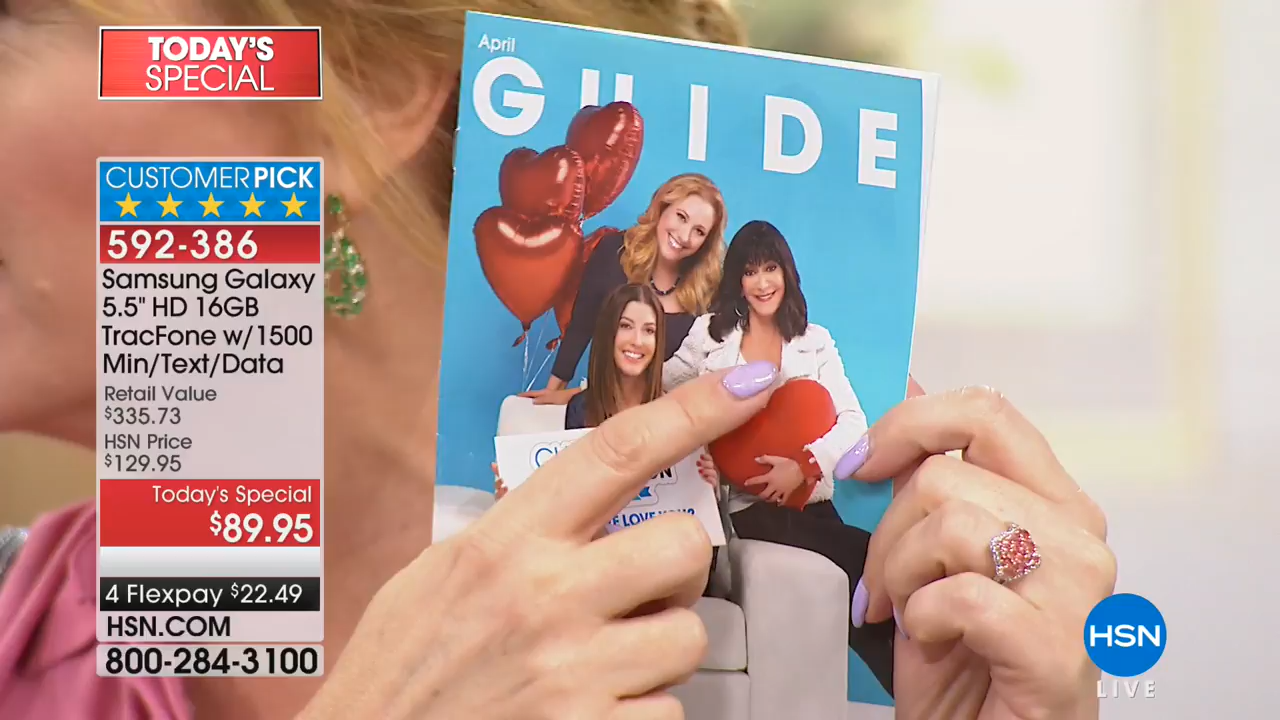 TODAY'S
SPECIAL
CUSTOMER PICK
592-386
Samsung Galaxy
5.5" HD 16GB
TracFone w/1500
Min/Text/Data
Retail Value
$335.73
HSN Price
$129.95
Today's Special
$89.95
4 Flexpay $22.49
HSN.COM
800-284-3100
April
GUIDE
LOVE
HSN
LIVE